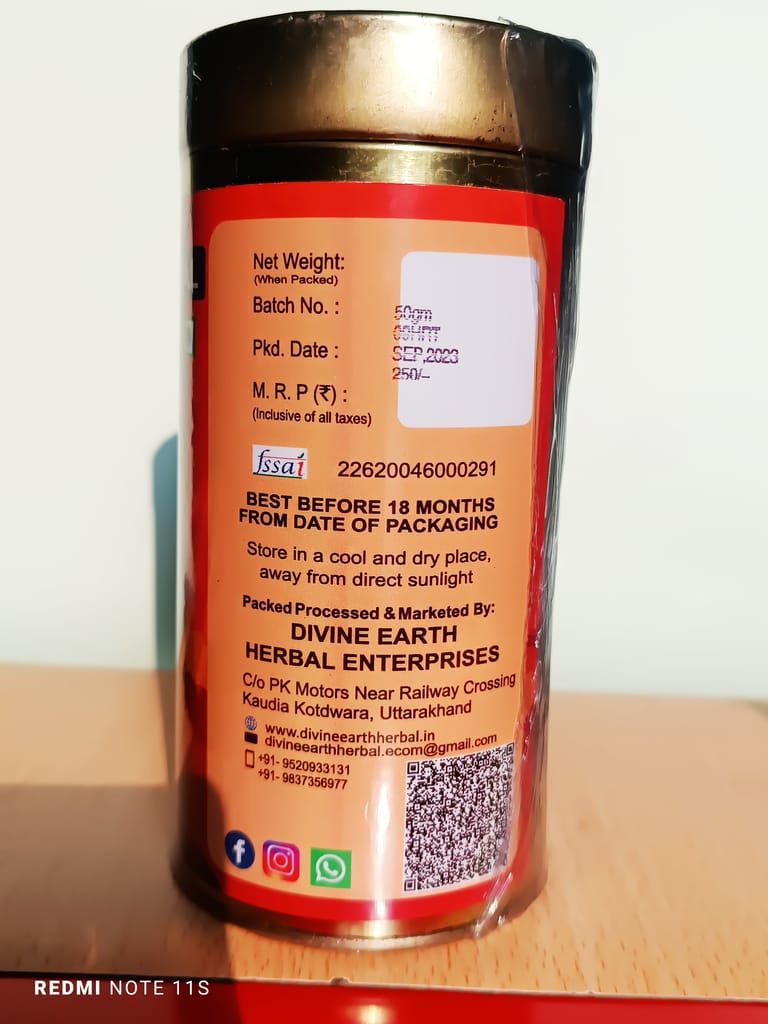 Net Weight:
(When Packed)
Batch No. :
50gm
Pkd. Date :
SEP,2023
250/-
M. R. P (₹) :
(Inclusive of all taxes)
fssai
22620046000291
BEST BEFORE 18 MONTHS
FROM DATE OF PACKAGING
Store in a cool and dry place,
away from direct sunlight
Packed Processed & Marketed By:
DIVINE EARTH
HERBAL ENTERPRISES
C/o PK Motors Near Railway Crossing
Kaudia Kotdwara, Uttarakhand
www.divineearthherbal.in
divineearthherbal.ecom@gmail.com
+91- 9520933131
+91- 9837356977
REDMI NOTE 11S